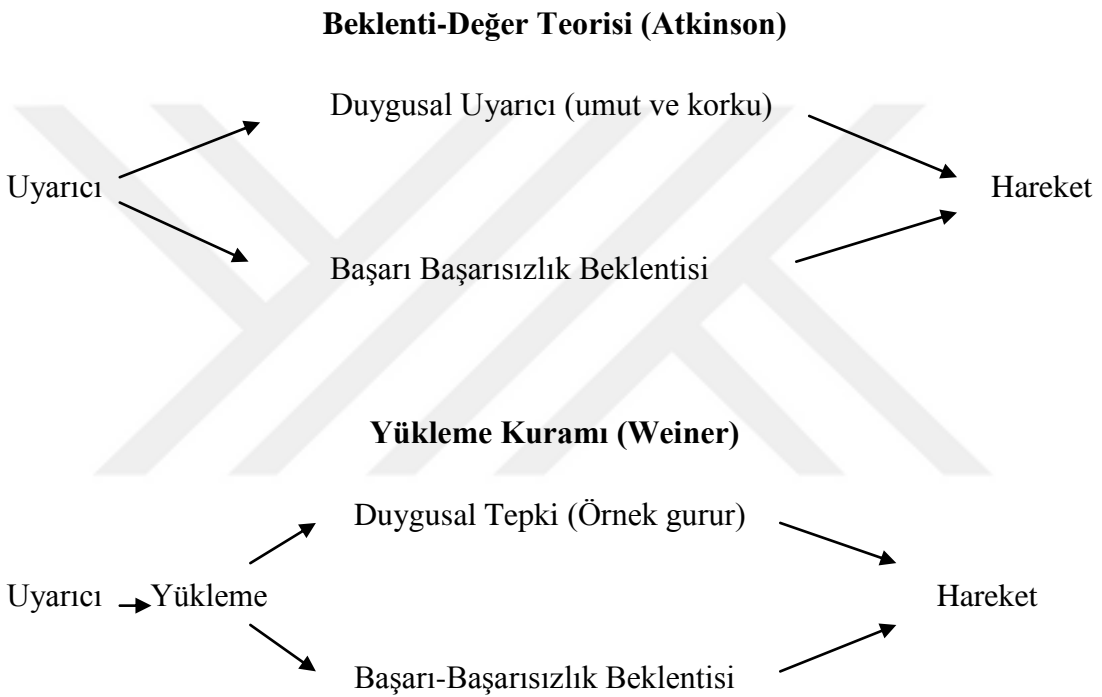 Beklenti-Değer Teorisi (Atkinson)
Duygusal Uyarıcı (umut ve korku)
Uyarıcı Hareket
Başarı Başarısızlık Beklentisi
Yükleme Kuramı (Weiner)
Duygusal Tepki (Örnek gurur)
Uyarıcı Yükleme Hareket
Başarı-Başarısızlık Beklentisi